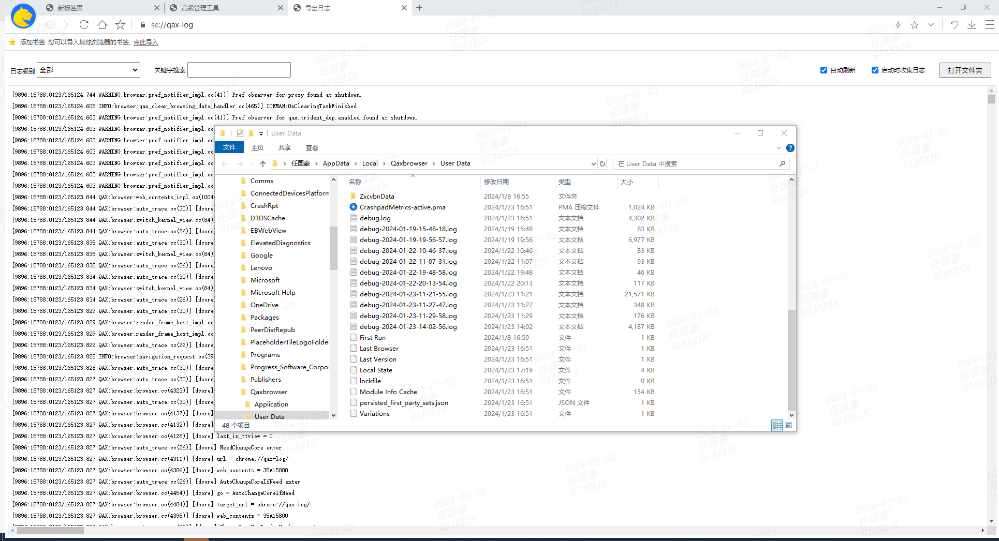 新标签页
高级管理工具
导出日志
se://qax-log
添加书签 您可以导入其他浏览器的书签, 点此导入
日志级别 全部 关键字搜索 自动刷新 启动时收集日志 打开文件夹
[9896:15788:0123/165124.744:WARNING:browser:pref_notifier_impl.cc(41)] Pref observer for proxy found at shutdown.
[9896:15788:0123/165124.605:INFO:browser:qax_clear_browsing_data_handler.cc(465)] ICEMAN:OnClearingTaskFinished
[9896:15788:0123/165124.603:WARNING:browser:pref_notifier_impl.cc(41)] Pref observer for qax.trident_dep.enabled found at shutdown.
[9896:15788:0123/165124.603:WARNING:browser:pref_notifier_impl.cc
[9896:15788:0123/165124.603:WARNING:browser:pref_notifier_impl.cc
[9896:15788:0123/165124.603:WARNING:browser:pref_notifier_impl.cc
[9896:15788:0123/165124.603:WARNING:browser:pref_notifier_impl.cc
[9896:15788:0123/165124.603:WARNING:browser:pref_notifier_impl.cc
[9896:15788:0123/165124.603:WARNING:browser:pref_notifier_impl.cc
[9896:15788:0123/165123.844:QAX:browser:web_contents_impl.cc(10044
[9896:15788:0123/165123.844:QAX:browser:auto_trace.cc(30)] [dcore
[9896:15788:0123/165123.844:QAX:browser:switch_kernel_view.cc(84)
[9896:15788:0123/165123.844:QAX:browser:auto_trace.cc(26)] [dcore
[9896:15788:0123/165123.835:QAX:browser:auto_trace.cc(30)] [dcore
[9896:15788:0123/165123.835:QAX:browser:switch_kernel_view.cc(84)
[9896:15788:0123/165123.835:QAX:browser:auto_trace.cc(26)] [dcore
[9896:15788:0123/165123.834:QAX:browser:auto_trace.cc(30)] [dcore
[9896:15788:0123/165123.834:QAX:browser:switch_kernel_view.cc(84)
[9896:15788:0123/165123.834:QAX:browser:auto_trace.cc(26)] [dcore
[9896:15788:0123/165123.829:QAX:browser:auto_trace.cc(30)] [dcore
[9896:15788:0123/165123.829:QAX:browser:render_frame_host_impl.cc
[9896:15788:0123/165123.829:QAX:browser:render_frame_host_impl.cc
[9896:15788:0123/165123.829:QAX:browser:auto_trace.cc(26)] [dcore
[9896:15788:0123/165123.828:INFO:browser:navigation_request.cc(398
[9896:15788:0123/165123.828:QAX:browser:auto_trace.cc(30)] [dcore
[9896:15788:0123/165123.827:QAX:browser:auto_trace.cc(30)] [dcore
[9896:15788:0123/165123.827:QAX:browser:browser.cc(4323)] [dcore]
[9896:15788:0123/165123.827:QAX:browser:auto_trace.cc(30)] [dcore
[9896:15788:0123/165123.827:QAX:browser:browser.cc(4137)] [dcore]
[9896:15788:0123/165123.827:QAX:browser:browser.cc(4132)] [dcore]
[9896:15788:0123/165123.827:QAX:browser:browser.cc(4128)] [dcore] last_in_ttview = 0
[9896:15788:0123/165123.827:QAX:browser:auto_trace.cc(26)] [dcore] NeedChangeCore enter
[9896:15788:0123/165123.827:QAX:browser:browser.cc(4311)] [dcore] url = chrome://qax-log/
[9896:15788:0123/165123.827:QAX:browser:browser.cc(4306)] [dcore] web_contents = 35A15800
[9896:15788:0123/165123.827:QAX:browser:auto_trace.cc(26)] [dcore] AutoChangeCoreIfNeed enter
[9896:15788:0123/165123.827:QAX:browser:browser.cc(4454)] [dcore] go = AutoChangeCoreIfNeed
[9896:15788:0123/165123.827:QAX:browser:browser.cc(4404)] [dcore] target_url = chrome://qax-log/
[9896:15788:0123/165123.827:QAX:browser:browser.cc(4398)] [dcore] web_contents = 35A15800
User Data
文件 主页 共享 查看
任国豪 AppData Local Qaxbrowser User Data
在 User Data 中搜索
Comms
ConnectedDevicesPlatform
CrashRpt
D3DSCache
EBWebView
ElevatedDiagnostics
Google
Lenovo
Microsoft
Microsoft Help
OneDrive
Packages
PeerDistRepub
PlaceholderTileLogoFolder
Programs
Progress_Software_Corpor
Publishers
Qaxbrowser
Application
User Data
名称 修改日期 类型 大小
ZxcvbnData 2024/1/8 16:55 文件夹
CrashpadMetrics-active.pma 2024/1/23 16:51 PMA 压缩文件 1,024 KB
debug.log 2024/1/23 16:51 文本文档 4,302 KB
debug-2024-01-19-15-48-18.log 2024/1/19 15:48 文本文档 83 KB
debug-2024-01-19-19-56-57.log 2024/1/19 19:56 文本文档 6,977 KB
debug-2024-01-22-10-46-37.log 2024/1/22 10:46 文本文档 83 KB
debug-2024-01-22-11-07-31.log 2024/1/22 11:07 文本文档 93 KB
debug-2024-01-22-19-48-58.log 2024/1/22 19:48 文本文档 46 KB
debug-2024-01-22-20-13-54.log 2024/1/22 20:13 文本文档 117 KB
debug-2024-01-23-11-21-55.log 2024/1/23 11:21 文本文档 21,571 KB
debug-2024-01-23-11-27-47.log 2024/1/23 11:27 文本文档 348 KB
debug-2024-01-23-11-29-58.log 2024/1/23 11:29 文本文档 176 KB
debug-2024-01-23-14-02-56.log 2024/1/23 14:02 文本文档 4,187 KB
First Run 2024/1/8 16:59 文件 1 KB
Last Browser 2024/1/23 16:51 文件 1 KB
Last Version 2024/1/23 16:51 文件 1 KB
Local State 2024/1/23 17:19 文件 4 KB
lockfile 2024/1/23 16:51 文件 0 KB
Module Info Cache 2024/1/23 16:51 文件 154 KB
persisted_first_party_sets.json 2024/1/23 16:51 JSON 文件 1 KB
Variations 2024/1/23 16:51 文件 1 KB
48 个项目
2024-01-23
任国豪
QIANXIN